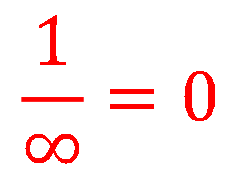 1/∞ = 0